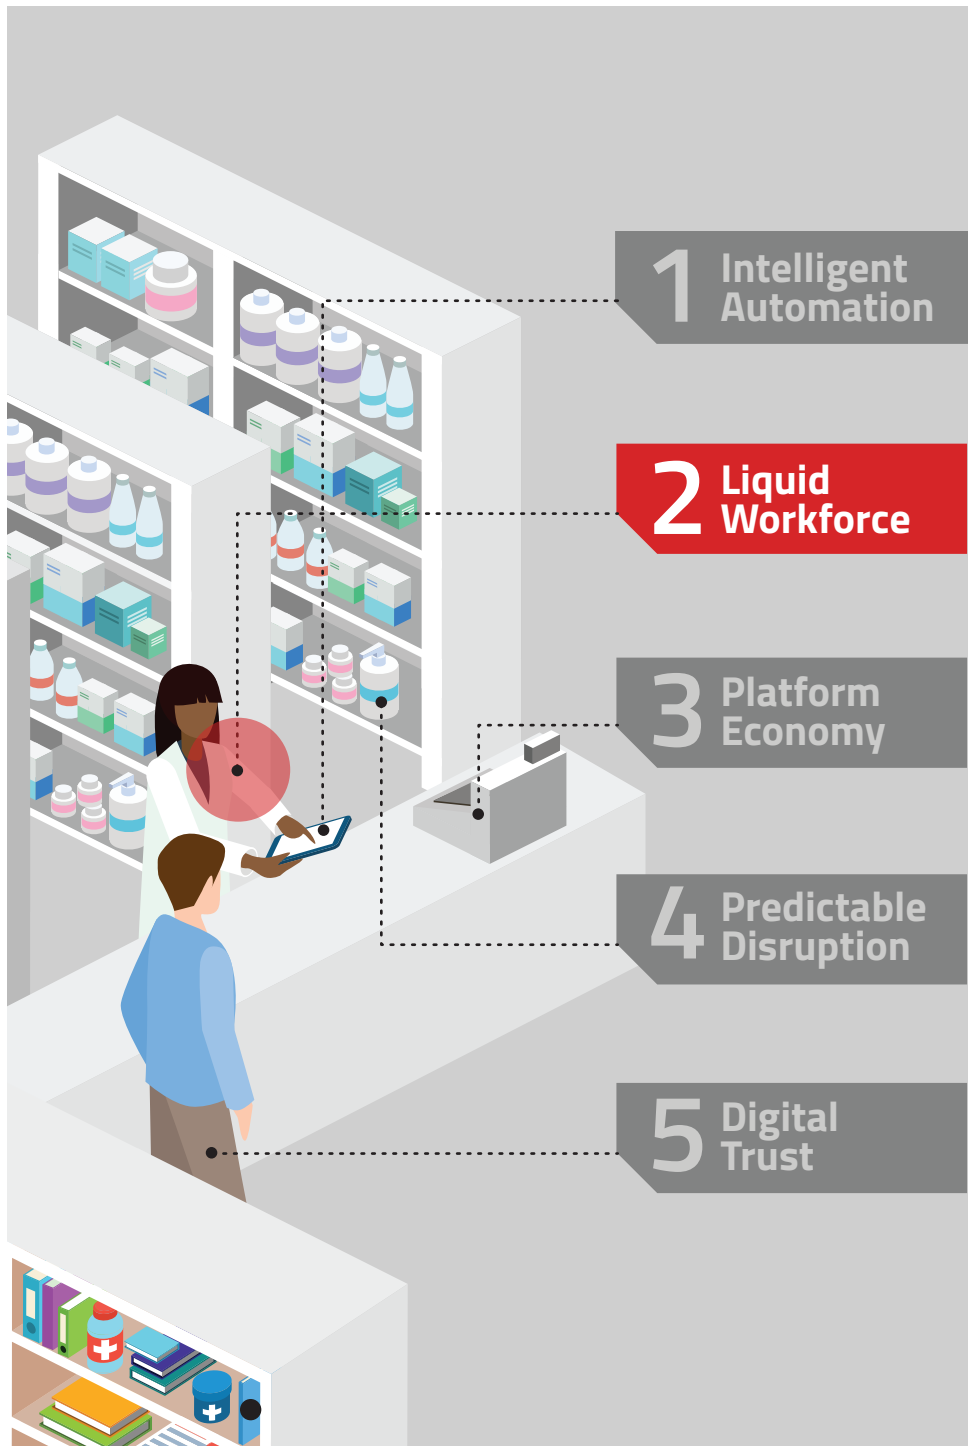 1 Intelligent
Automation
2 Liquid
Workforce
3 Platform
Economy
4 Predictable
Disruption
5 Digital
Trust